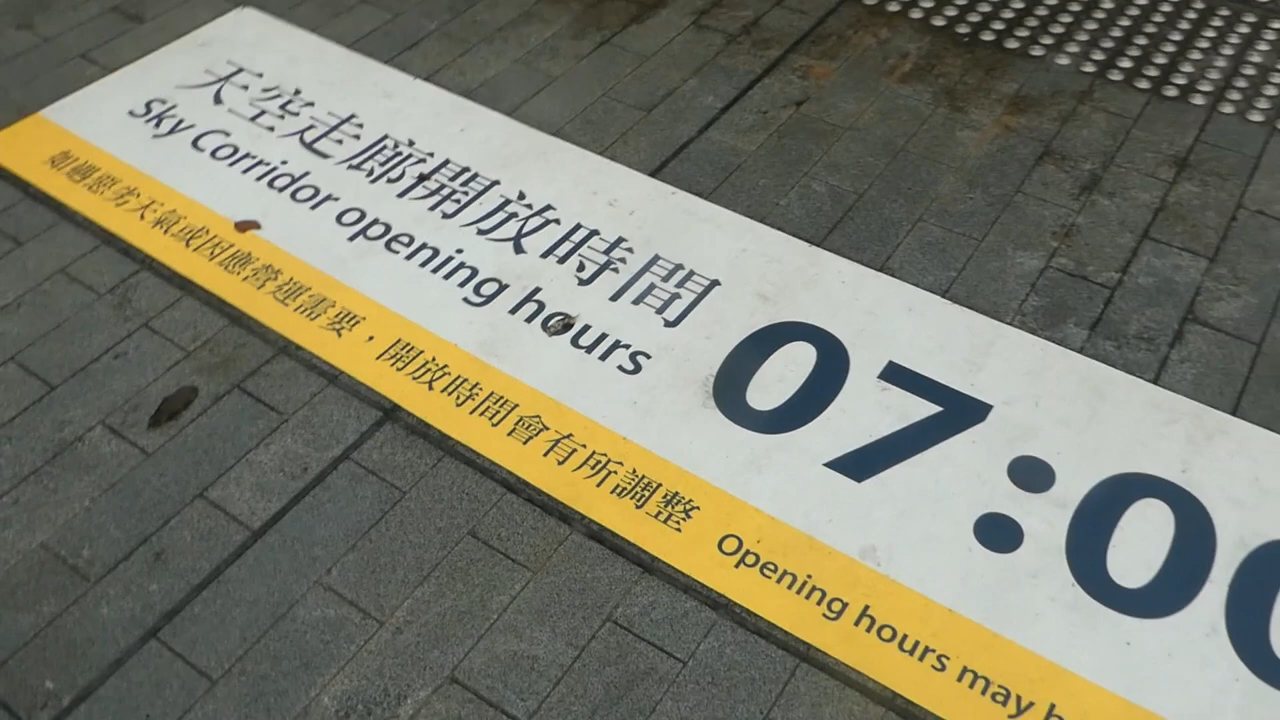 天空走廊開放時間
Sky Corridor opening hours
07:0
如遇惡劣天氣或因應營運需要，開放時間會有所調整
Opening hours may